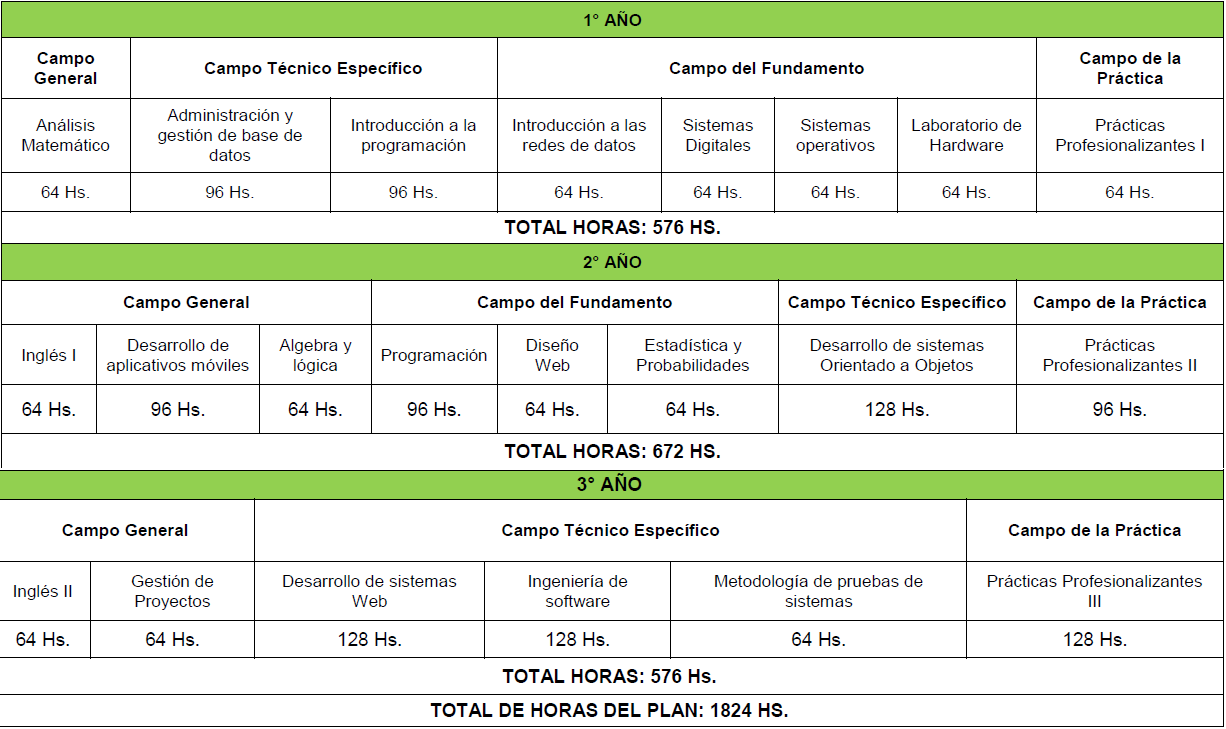 1° AÑO
Campo General
Campo Técnico Específico
Campo del Fundamento
Campo de la Práctica
Análisis Matemático
Administración y gestión de base de datos
Introducción a la programación
Introducción a las redes de datos
Sistemas Digitales
Sistemas operativos
Laboratorio de Hardware
Prácticas Profesionalizantes I
64 Hs.
96 Hs.
96 Hs.
64 Hs.
64 Hs.
64 Hs.
64 Hs.
64 Hs.
TOTAL HORAS: 576 HS.
2° AÑO
Campo General
Campo del Fundamento
Campo Técnico Específico
Campo de la Práctica
Inglés I
Desarrollo de aplicativos móviles
Algebra y lógica
Programación
Diseño Web
Estadística y Probabilidades
Desarrollo de sistemas Orientado a Objetos
Prácticas Profesionalizantes II
64 Hs.
96 Hs.
64 Hs.
96 Hs.
64 Hs.
64 Hs.
128 Hs.
96 Hs.
TOTAL HORAS: 672 HS.
3° AÑO
Campo General
Campo Técnico Específico
Campo de la Práctica
Inglés II
Gestión de Proyectos
Desarrollo de sistemas Web
Ingeniería de software
Metodología de pruebas de sistemas
Prácticas Profesionalizantes III
64 Hs.
64 Hs.
128 Hs.
128 Hs.
64 Hs.
128 Hs.
TOTAL HORAS: 576 Hs.
TOTAL DE HORAS DEL PLAN: 1824 HS.